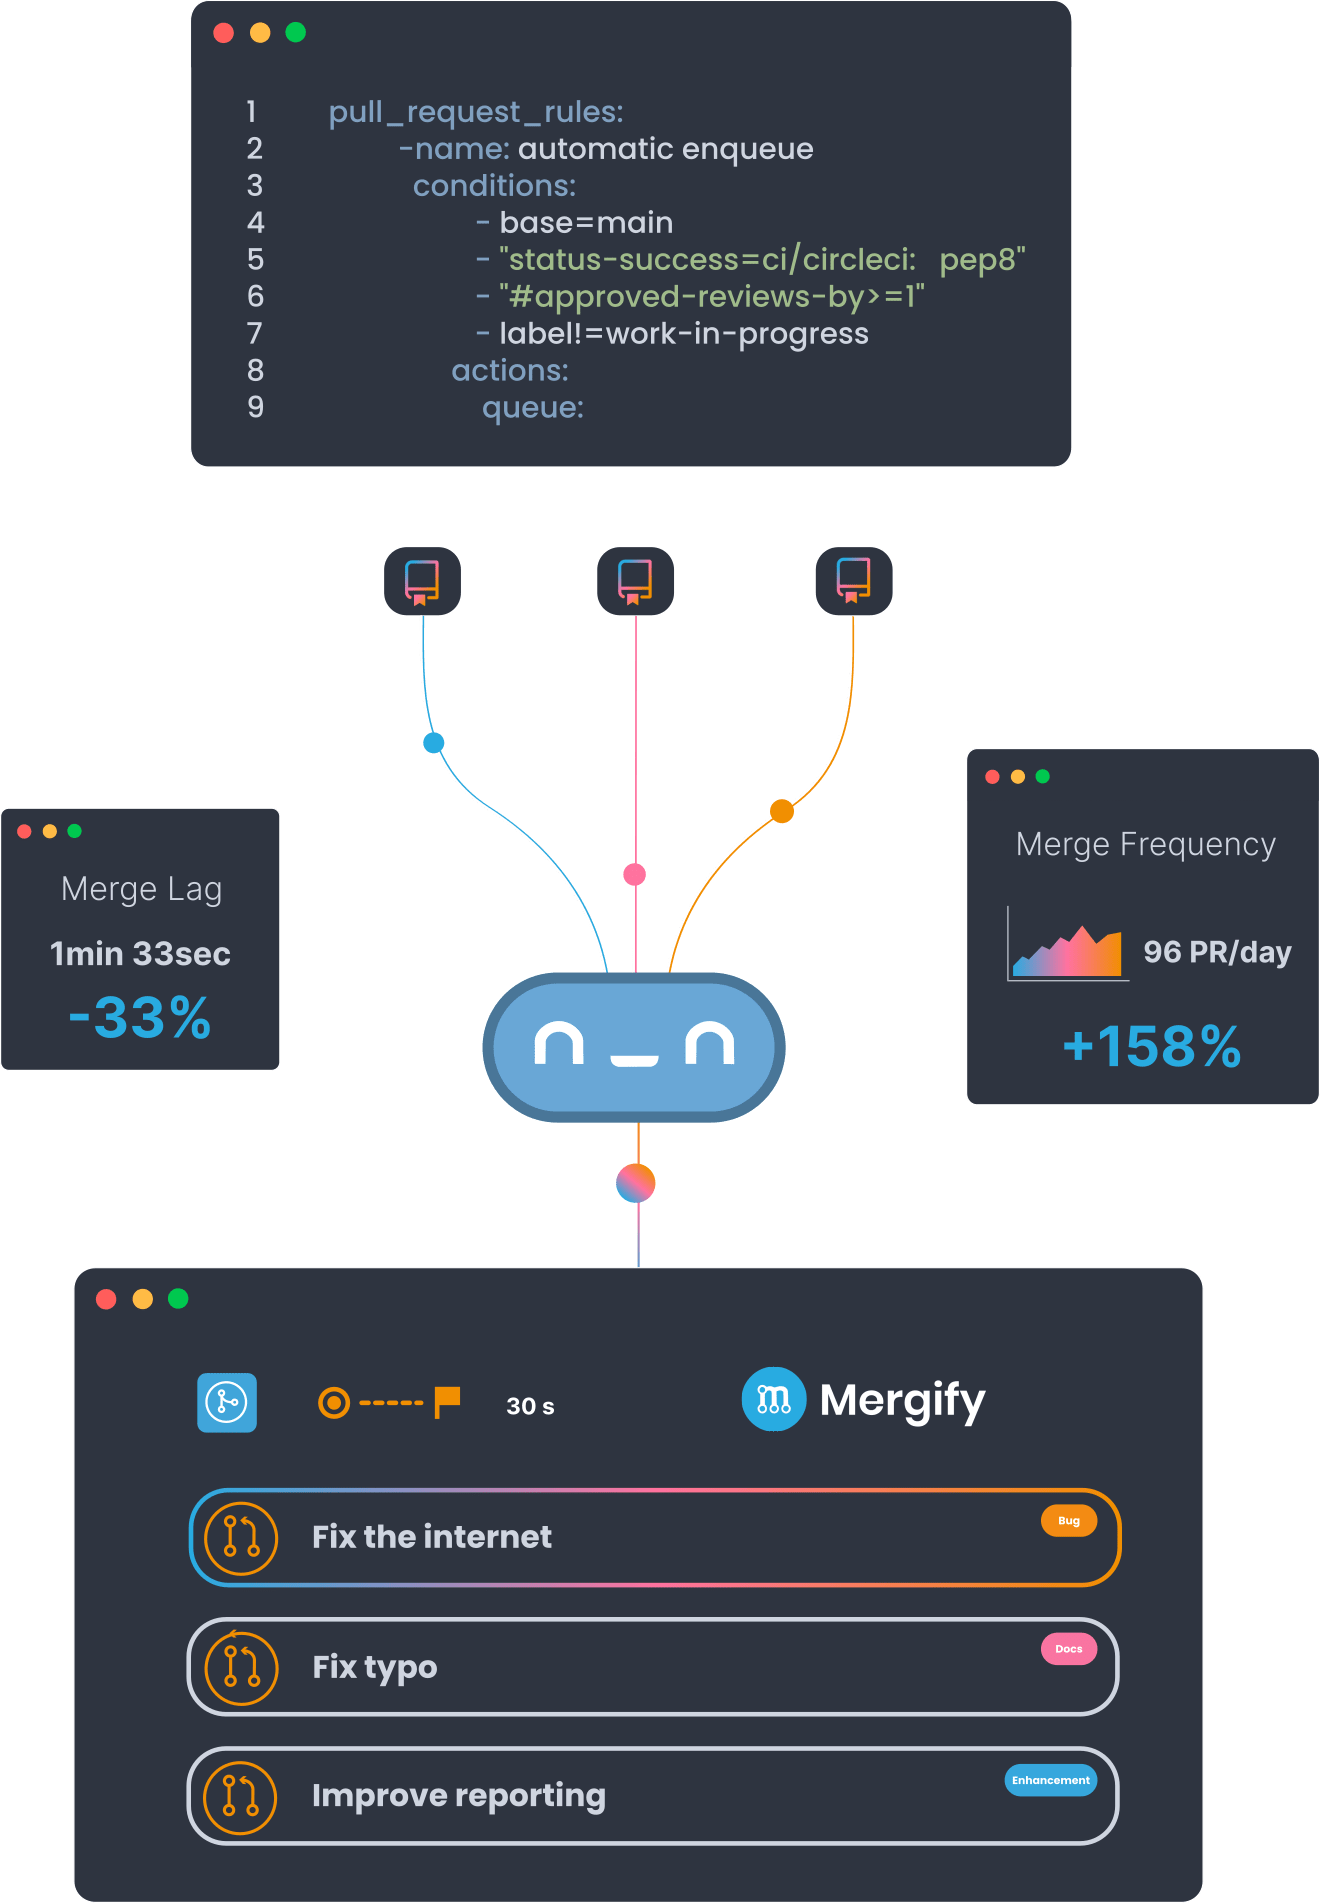 1 pull_request_rules:
2 -name: automatic enqueue
3 conditions:
4 - base=main
5 - "status-success=ci/circleci: pep8"
6 - "#approved-reviews-by>=1"
7 - label!=work-in-progress
8 actions:
9 queue:
Merge Lag
1min 33sec
-33%
Merge Frequency
96 PR/day
+158%
30 s
Mergify
Fix the internet
Bug
Fix typo
Docs
Improve reporting
Enhancement